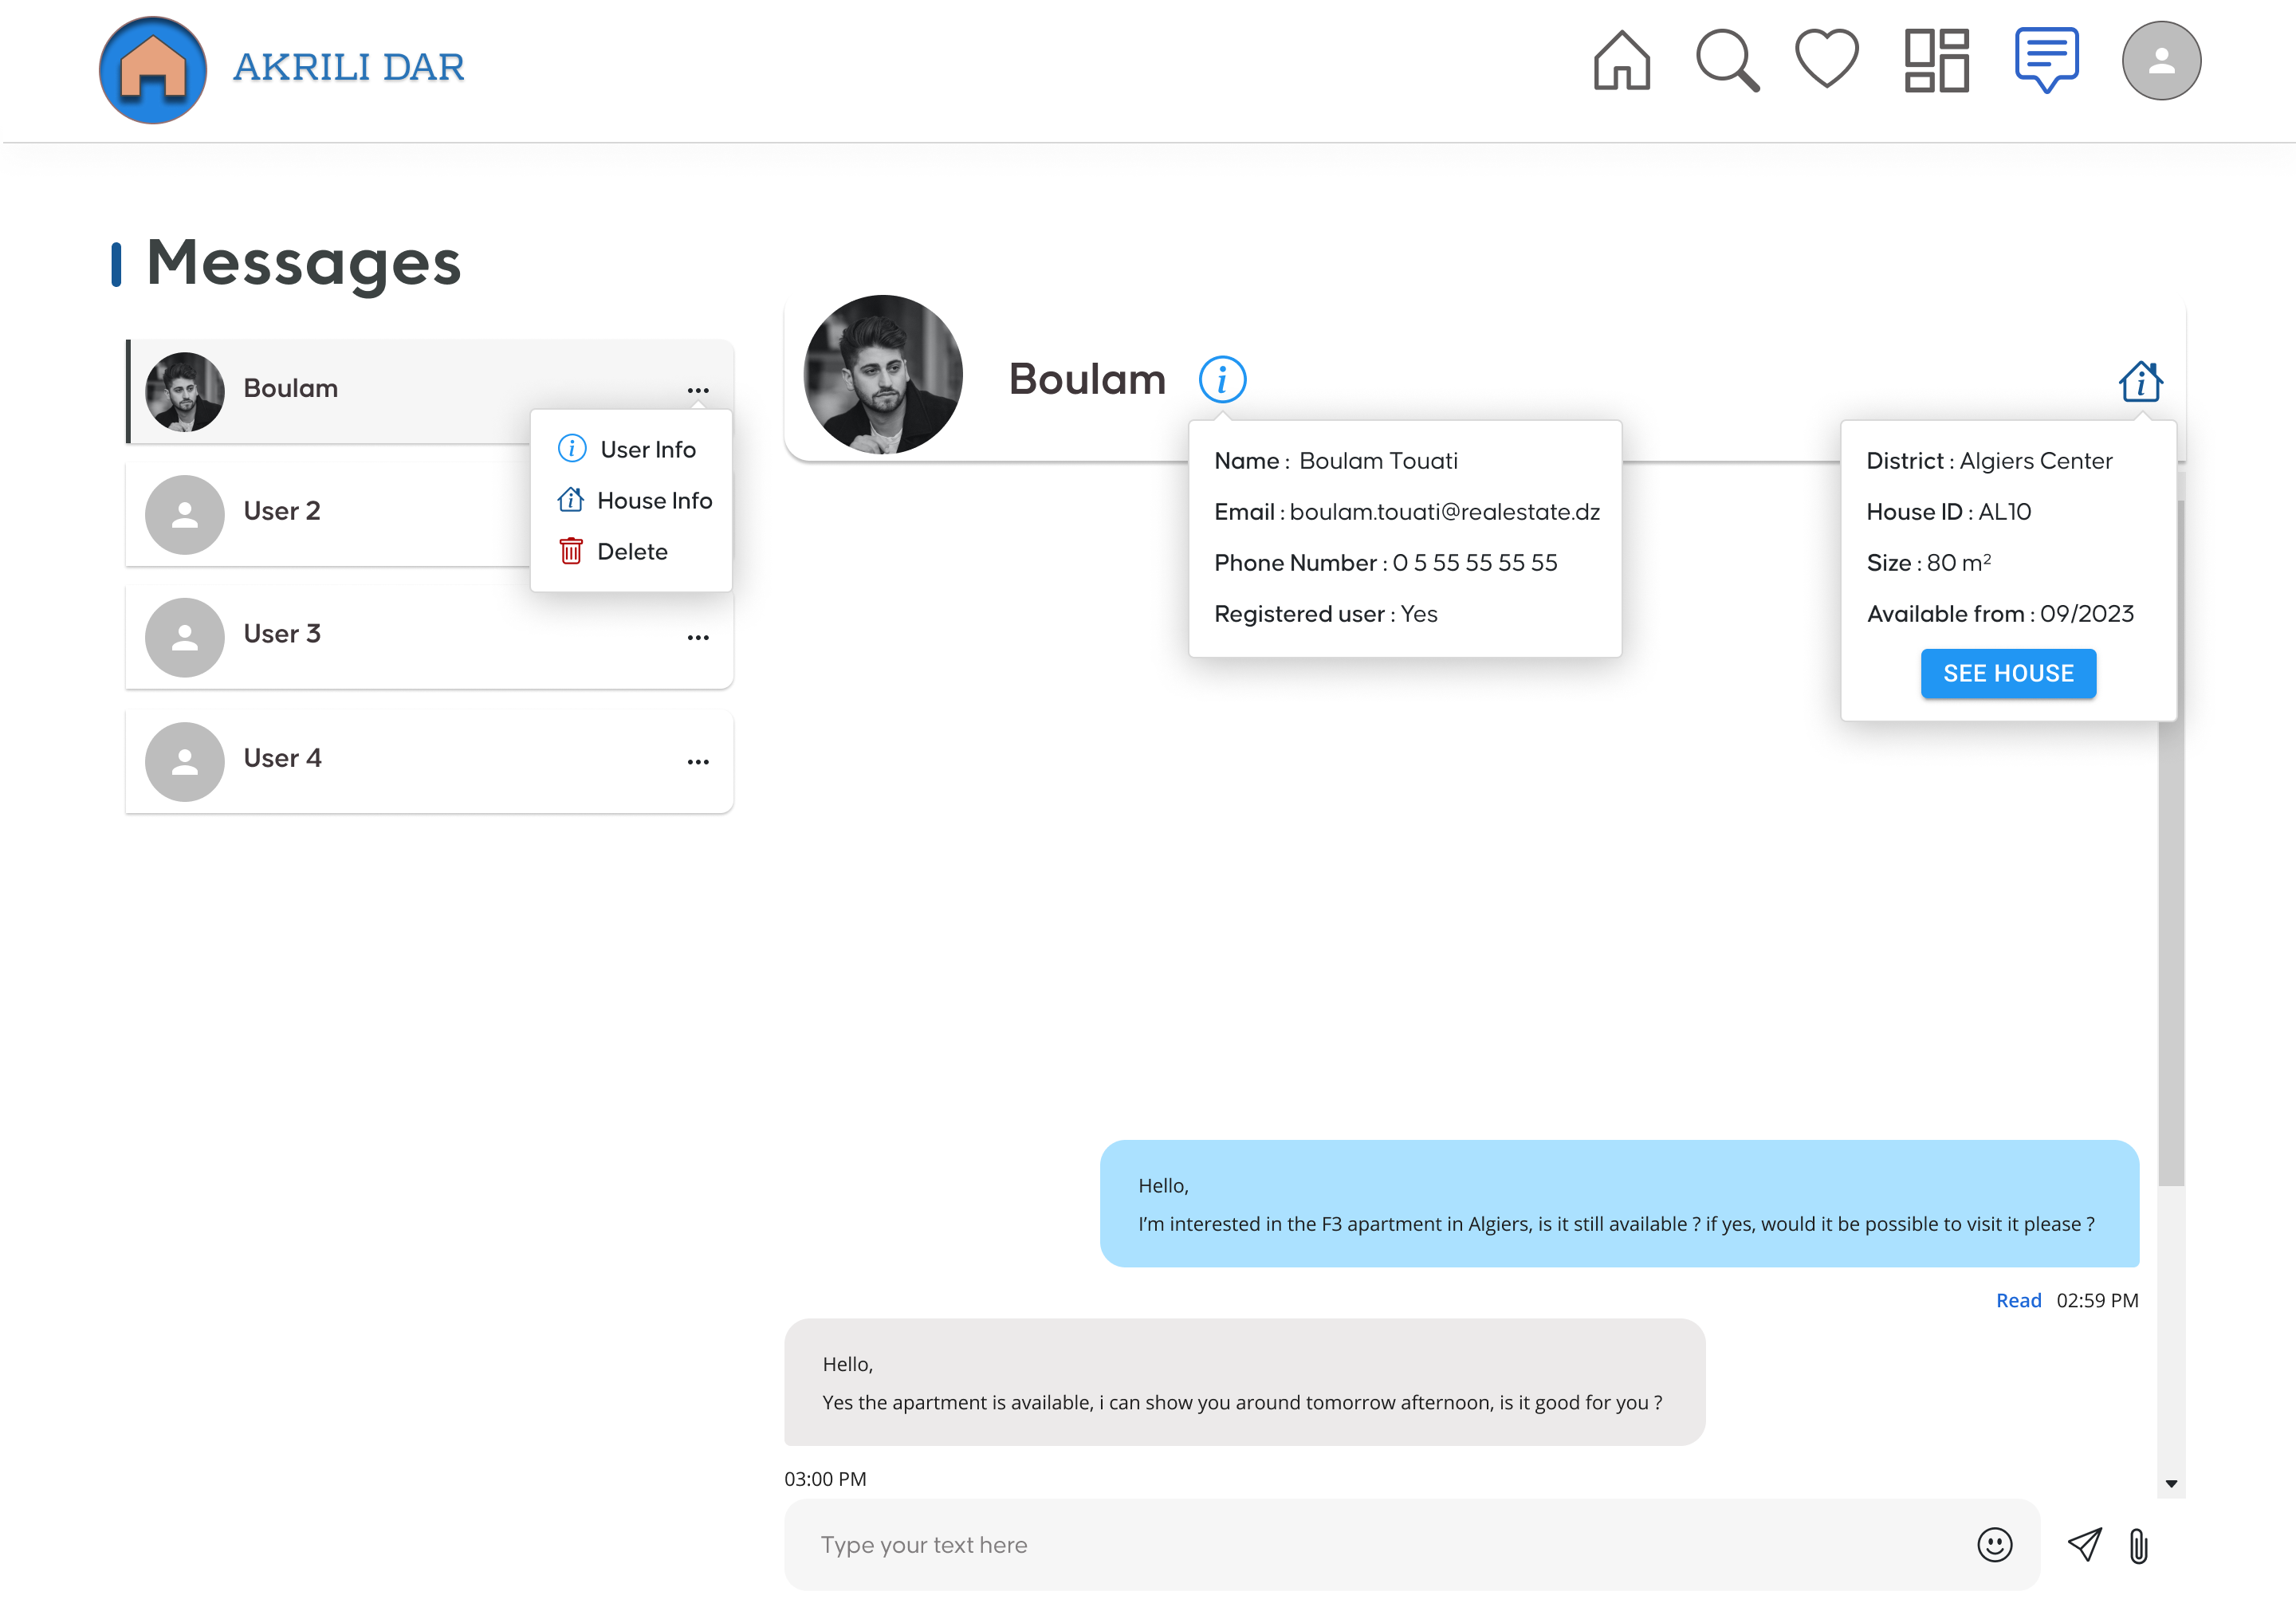 AKRILI DAR
Messages
Boulam
User Info
House Info
Delete
User 2
User 3
User 4
Boulam
Name : Boulam Touati
Email : boulam.touati@realestate.dz
Phone Number : 0 5 55 55 55 55
Registered user : Yes
District : Algiers Center
House ID : AL10
Size : 80 m²
Available from : 09/2023
SEE HOUSE
Hello,
I’m interested in the F3 apartment in Algiers, is it still available ? if yes, would it be possible to visit it please ?
Read 02:59 PM
Hello,
Yes the apartment is available, i can show you around tomorrow afternoon, is it good for you ?
03:00 PM
Type your text here